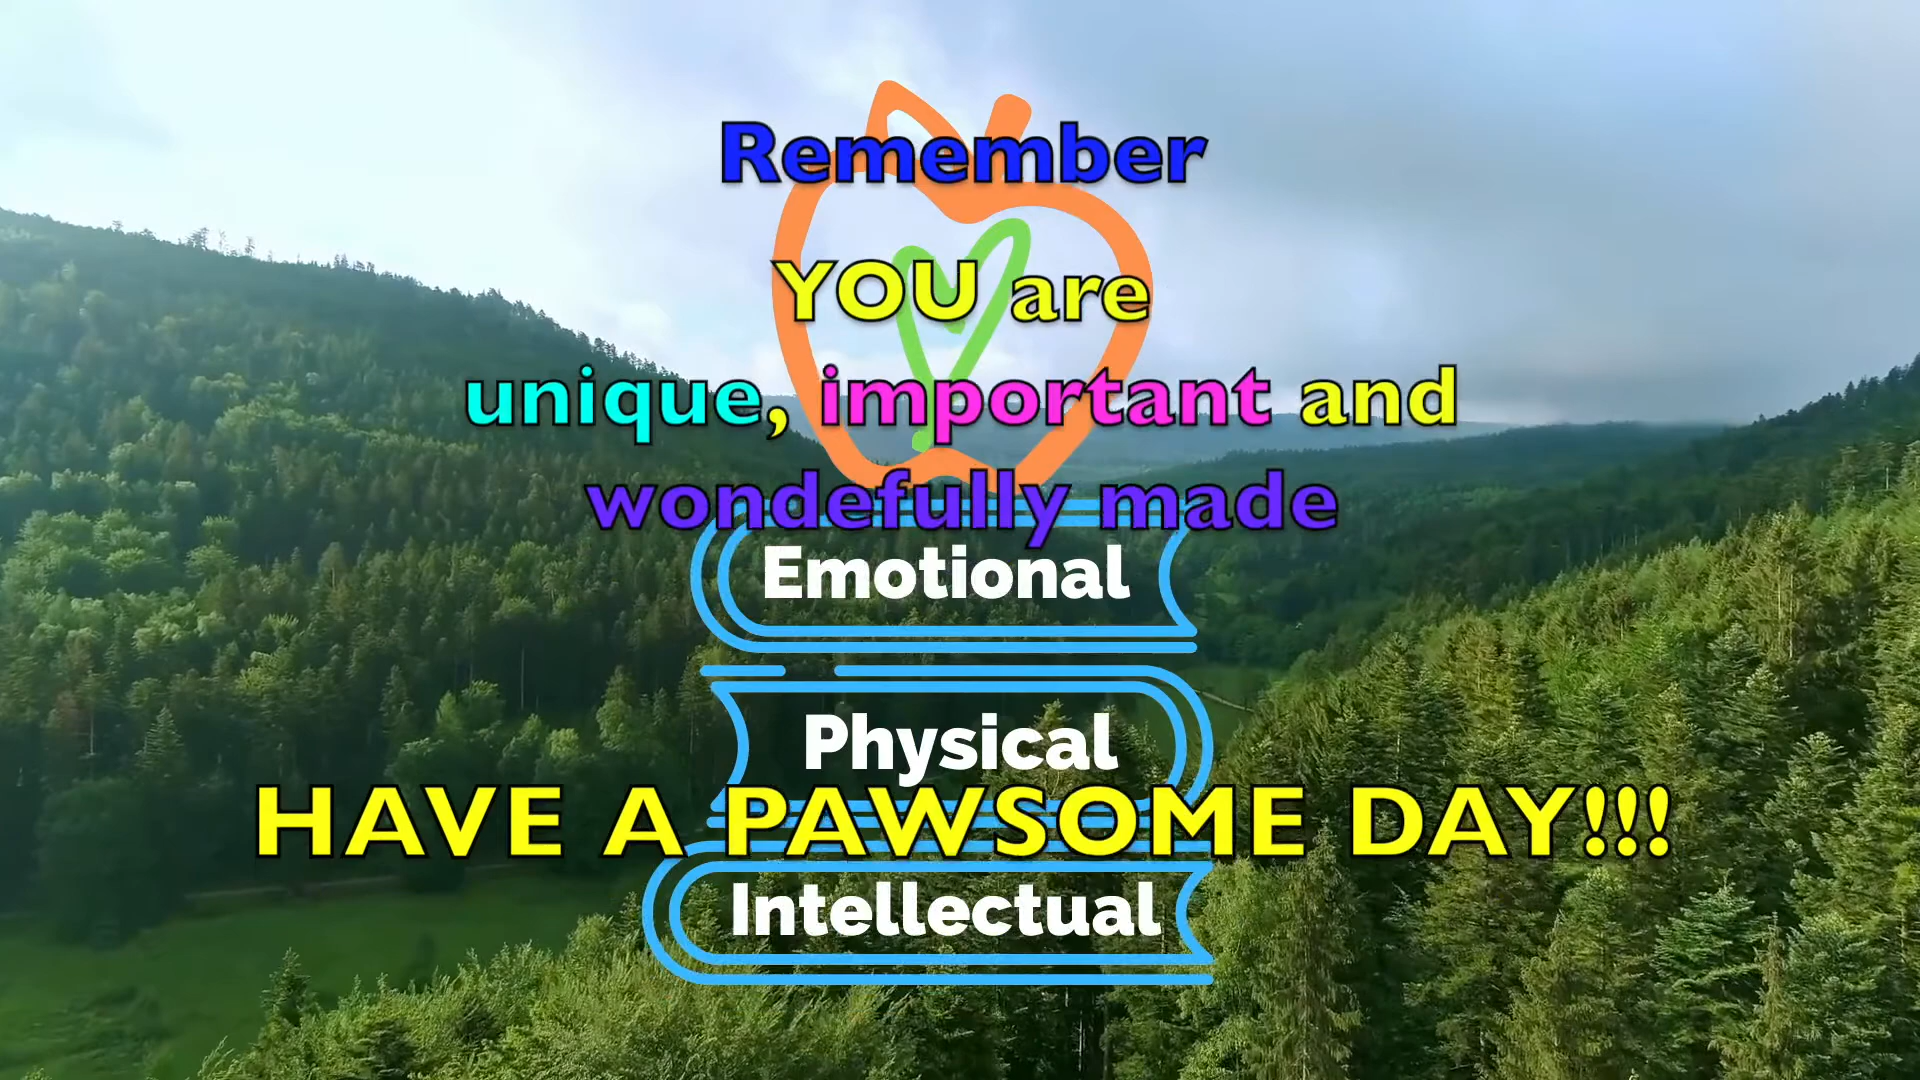 Remember
YOU are
unique, important and
wondefully made
Emotional
Physical
HAVE A PAWSOME DAY!!!
Intellectual